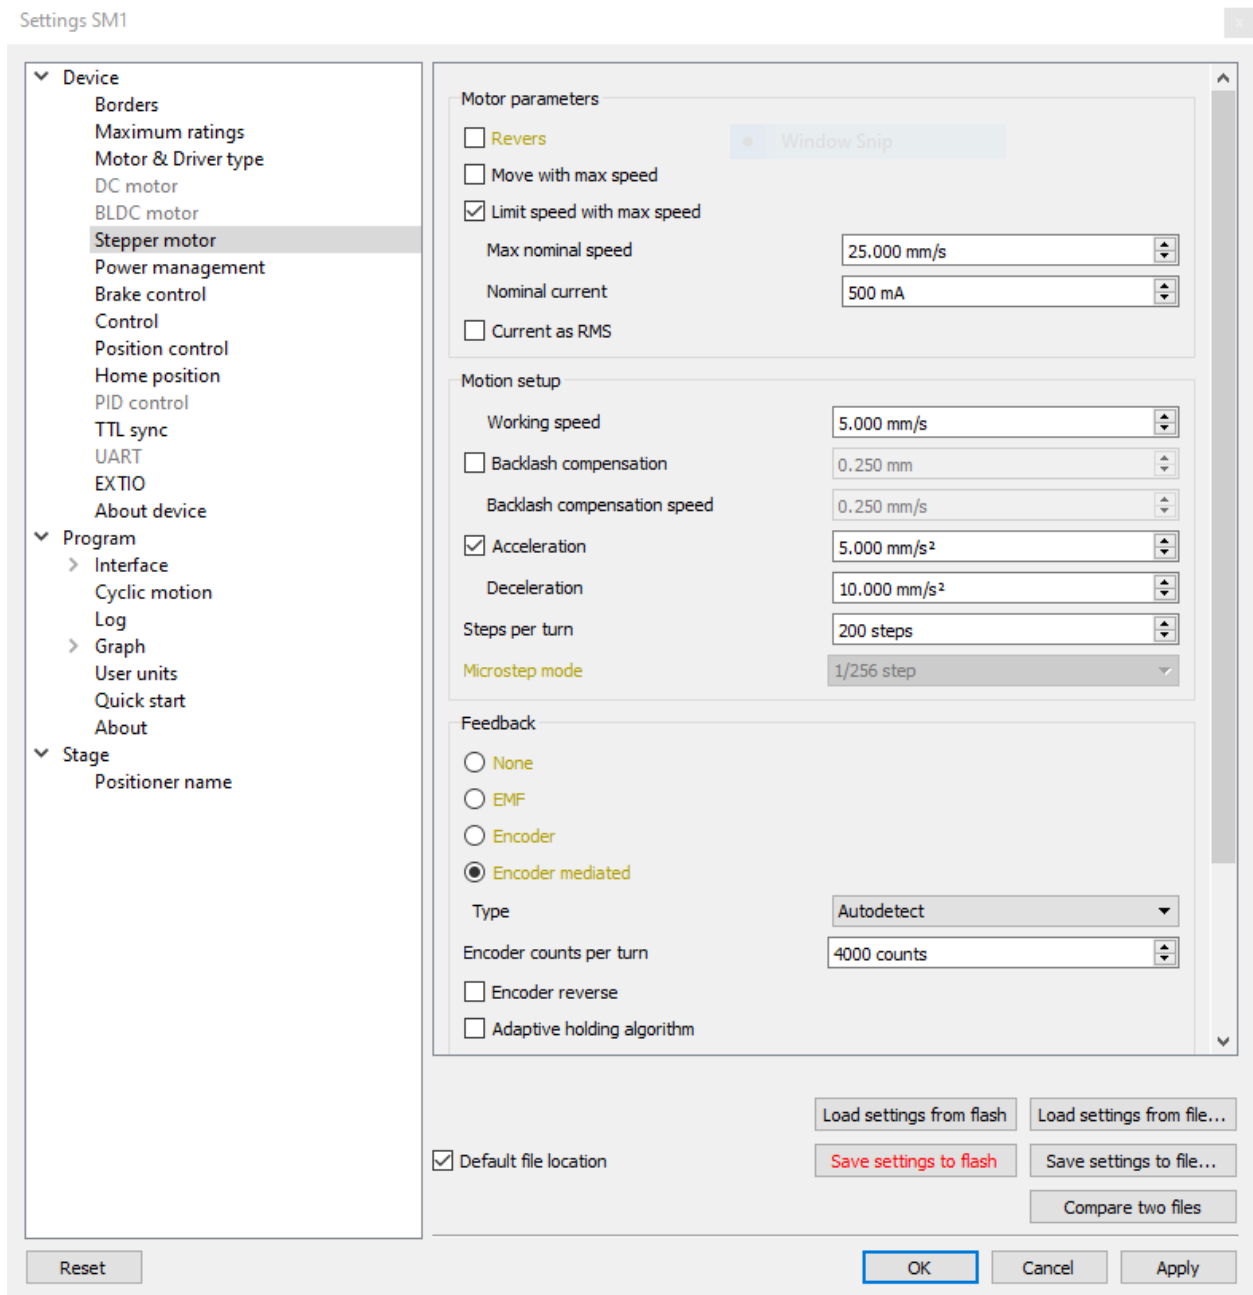 Settings SM1
x
Device
Borders
Maximum ratings
Motor & Driver type
DC motor
BLDC motor
Stepper motor
Power management
Brake control
Control
Position control
Home position
PID control
TTL sync
UART
EXTIO
About device
Program
Interface
Cyclic motion
Log
Graph
User units
Quick start
About
Stage
Positioner name
Motor parameters
Revers
Window Snip
Move with max speed
Limit speed with max speed
Max nominal speed 25.000 mm/s
Nominal current 500 mA
Current as RMS
Motion setup
Working speed 5.000 mm/s
Backlash compensation 0.250 mm
Backlash compensation speed 0.250 mm/s
Acceleration 5.000 mm/s²
Deceleration 10.000 mm/s²
Steps per turn 200 steps
Microstep mode 1/256 step
Feedback
None
EMF
Encoder
Encoder mediated
Type Autodetect
Encoder counts per turn 4000 counts
Encoder reverse
Adaptive holding algorithm
Load settings from flash Load settings from file...
Default file location Save settings to flash Save settings to file...
Compare two files
Reset OK Cancel Apply